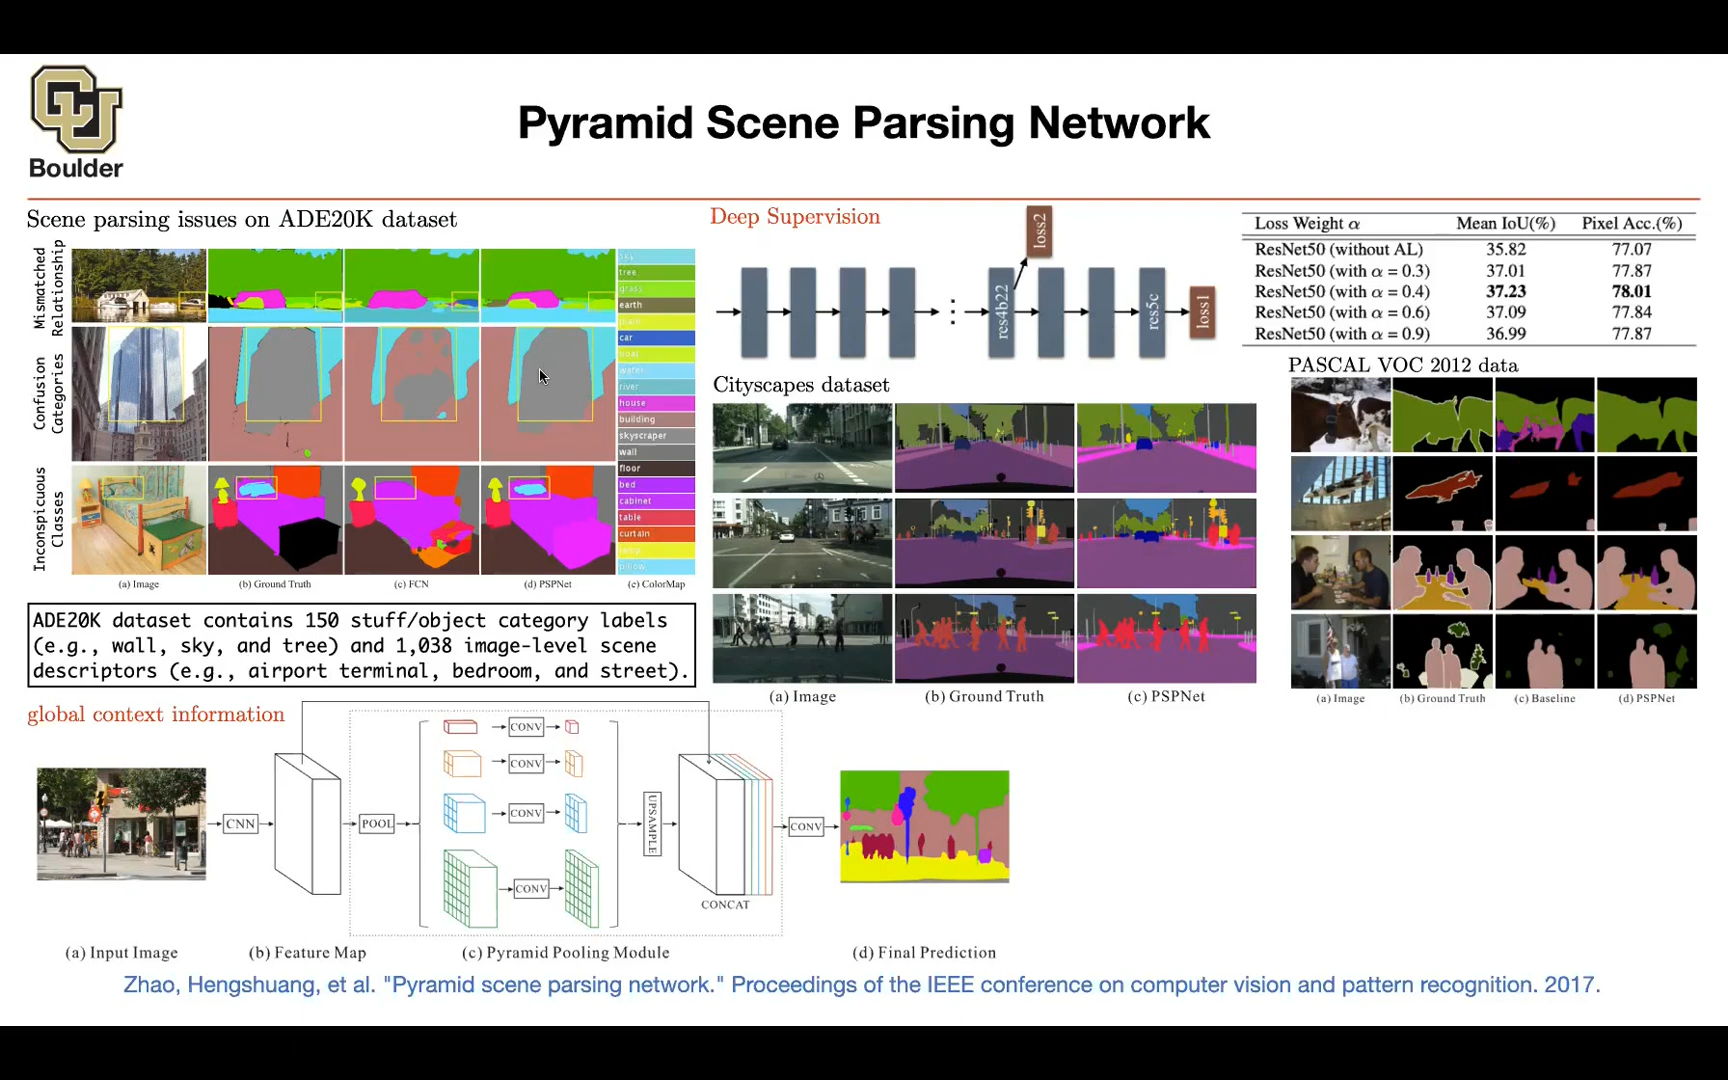 Boulder
Pyramid Scene Parsing Network
Scene parsing issues on ADE20K dataset
Mismatched
Relationship
Confusion
Categories
Inconspicuous
Classes
sky
tree
grass
earth
car
boat
water
river
house
building
skyscraper
wall
floor
bed
cabinet
table
curtain
lamp
pillow
(a) Image
(b) Ground Truth
(c) FCN
(d) PSPNet
(e) ColorMap
ADE20K dataset contains 150 stuff/object category labels
(e.g., wall, sky, and tree) and 1,038 image-level scene
descriptors (e.g., airport terminal, bedroom, and street).
Deep Supervision
res4b22
loss2
res5c
loss1
Loss Weight α Mean IoU(%) Pixel Acc.(%)
ResNet50 (without AL) 35.82 77.07
ResNet50 (with α = 0.3) 37.01 77.87
ResNet50 (with α = 0.4) 37.23 78.01
ResNet50 (with α = 0.6) 37.09 77.84
ResNet50 (with α = 0.9) 36.99 77.87
Cityscapes dataset
(a) Image
(b) Ground Truth
(c) PSPNet
PASCAL VOC 2012 data
(a) Image
(b) Ground Truth
(c) Baseline
(d) PSPNet
global context information
CNN
POOL
CONV
CONV
CONV
CONV
UPSAMPLE
CONCAT
CONV
(a) Input Image
(b) Feature Map
(c) Pyramid Pooling Module
(d) Final Prediction
Zhao, Hengshuang, et al. "Pyramid scene parsing network." Proceedings of the IEEE conference on computer vision and pattern recognition. 2017.